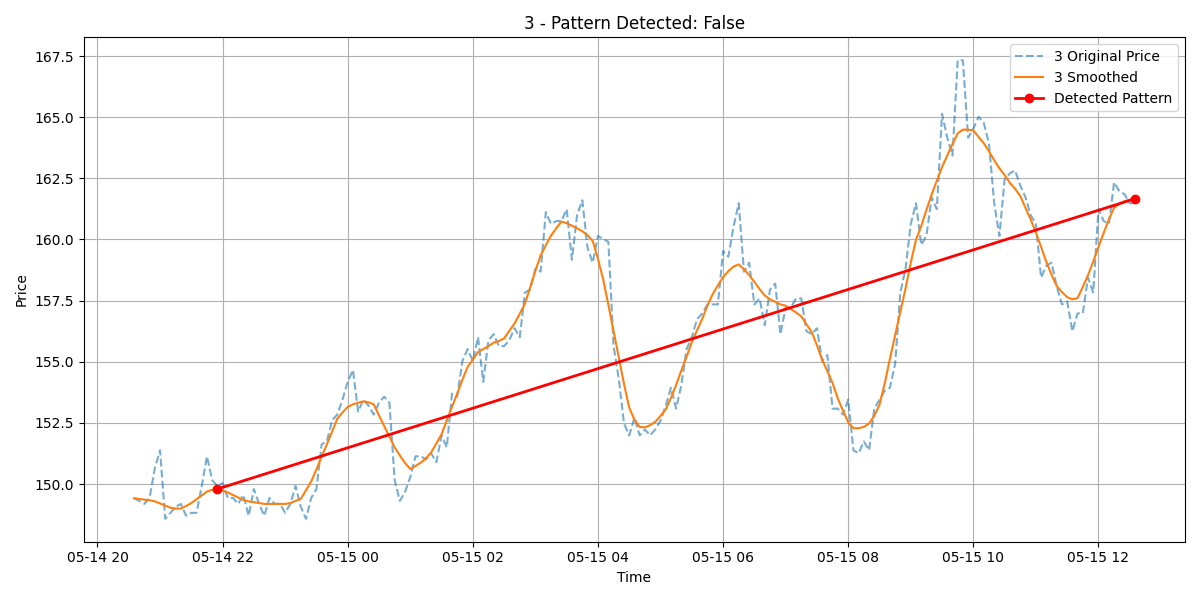 3 - Pattern Detected: False
3 Original Price
3 Smoothed
Detected Pattern
Price
167.5
165.0
162.5
160.0
157.5
155.0
152.5
150.0
05-14 20
05-14 22
05-15 00
05-15 02
05-15 04
05-15 06
05-15 08
05-15 10
05-15 12
Time